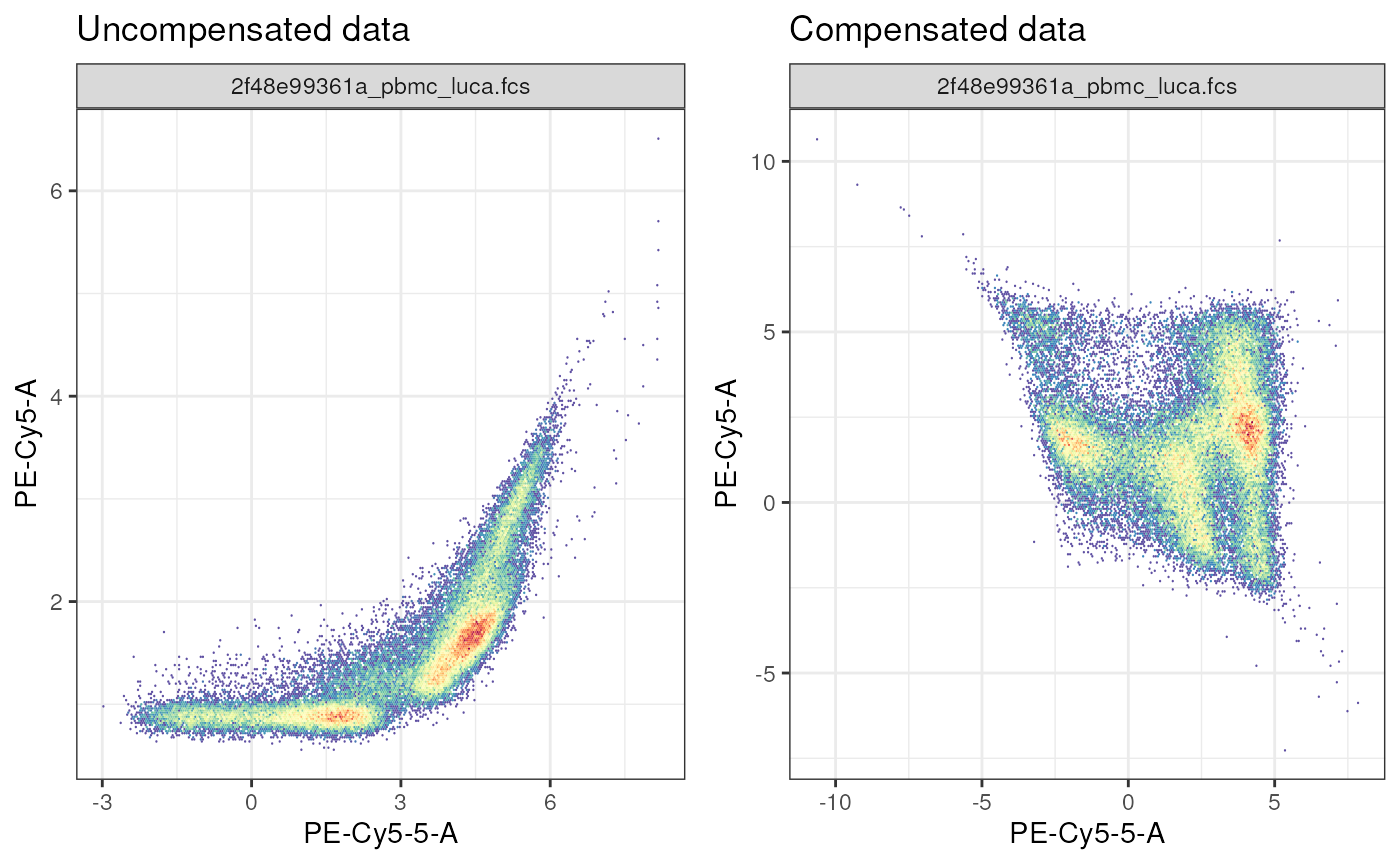 Uncompensated data
2f48e99361a_pbmc_luca.fcs
6
4
2
-3 0 3 6
PE-Cy5-5-A
PE-Cy5-A
Compensated data
2f48e99361a_pbmc_luca.fcs
10
5
0
-5
-10 -5 0 5
PE-Cy5-5-A
PE-Cy5-A